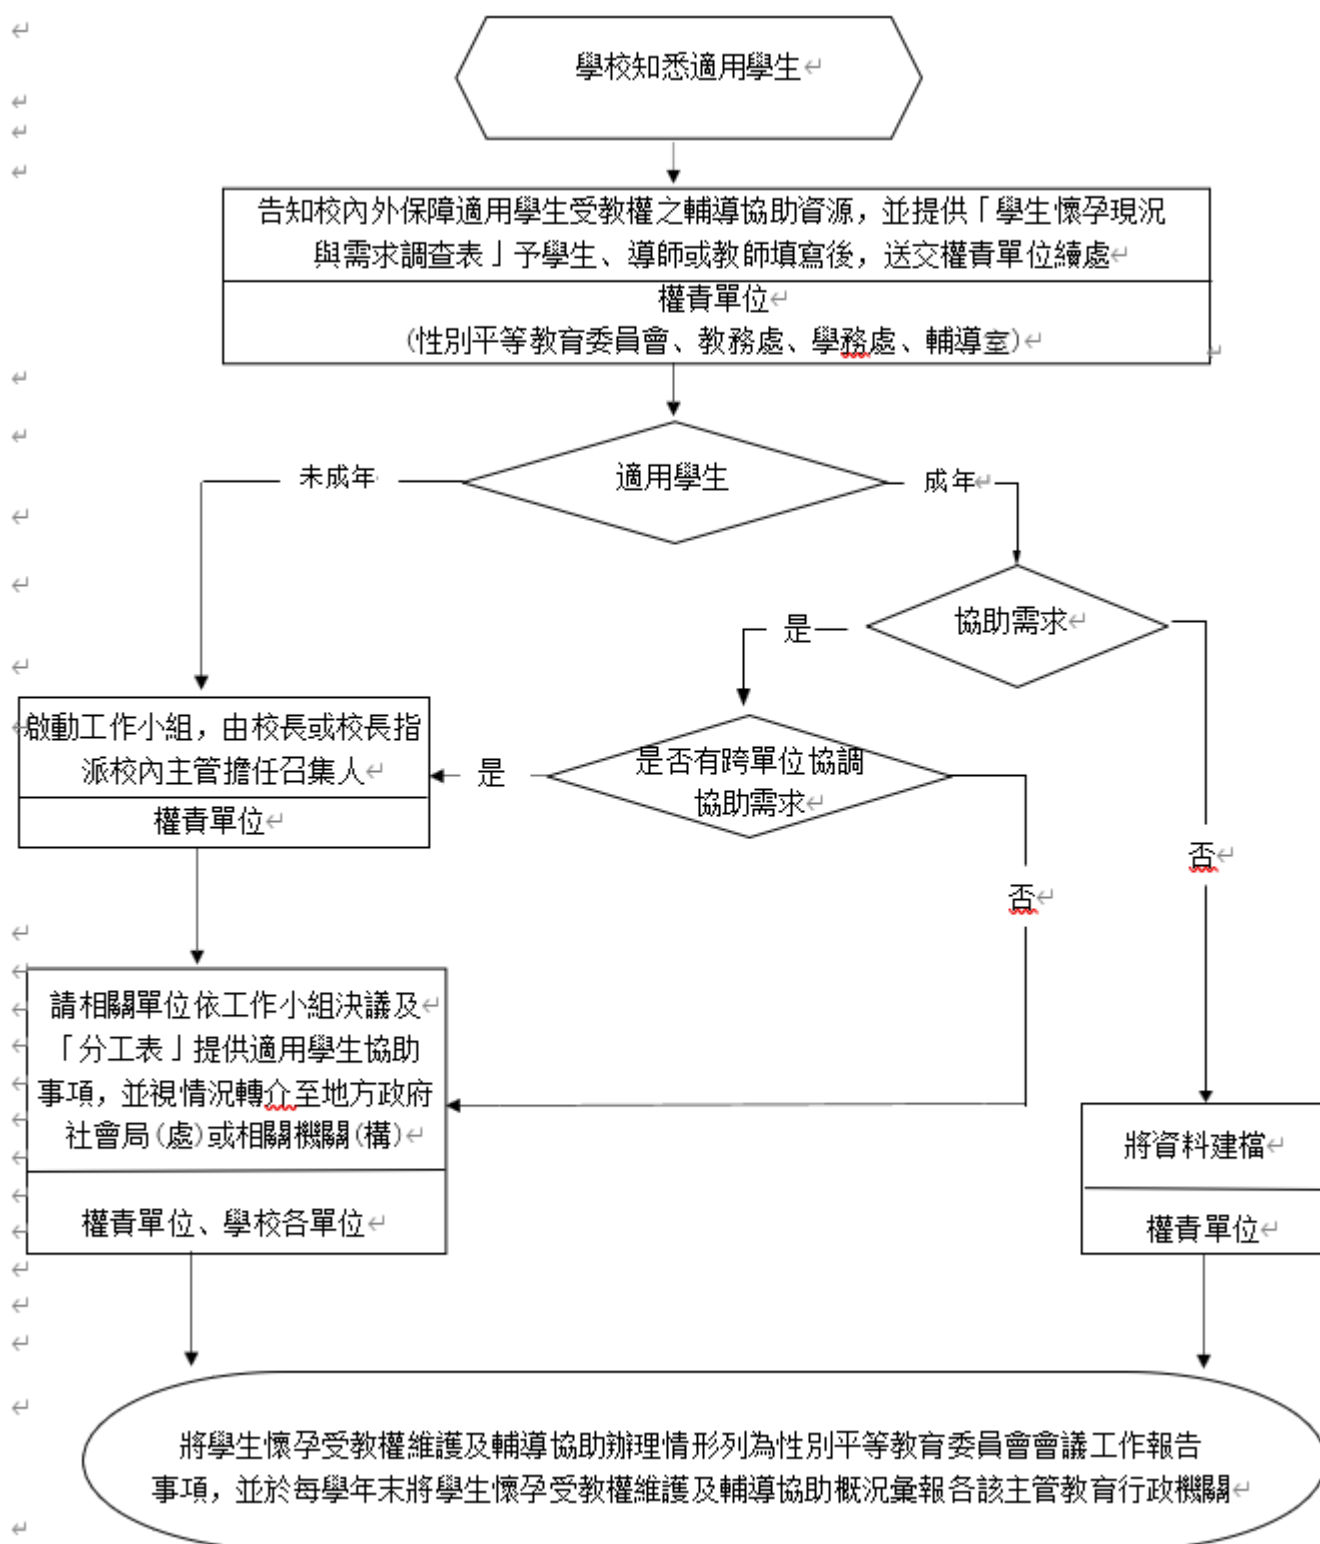 學校知悉適用學生
告知校內外保障適用學生受教權之輔導協助資源，並提供「學生懷孕現況
與需求調查表」予學生、導師或教師填寫後，送交權責單位續處
權責單位
(性別平等教育委員會、教務處、學務處、輔導室)
適用學生
未成年
成年
協助需求
是
啟動工作小組，由校長或校長指
派校內主管擔任召集人
權責單位
是
是否有跨單位協調
協助需求
否
否
請相關單位依工作小組決議及
「分工表」提供適用學生協助
事項，並視情況轉介至地方政府
社會局(處)或相關機關(構)
權責單位、學校各單位
將資料建檔
權責單位
將學生懷孕受教權維護及輔導協助辦理情形列為性別平等教育委員會會議工作報告
事項，並於每學年末將學生懷孕受教權維護及輔導協助概況彙報各該主管教育行政機關